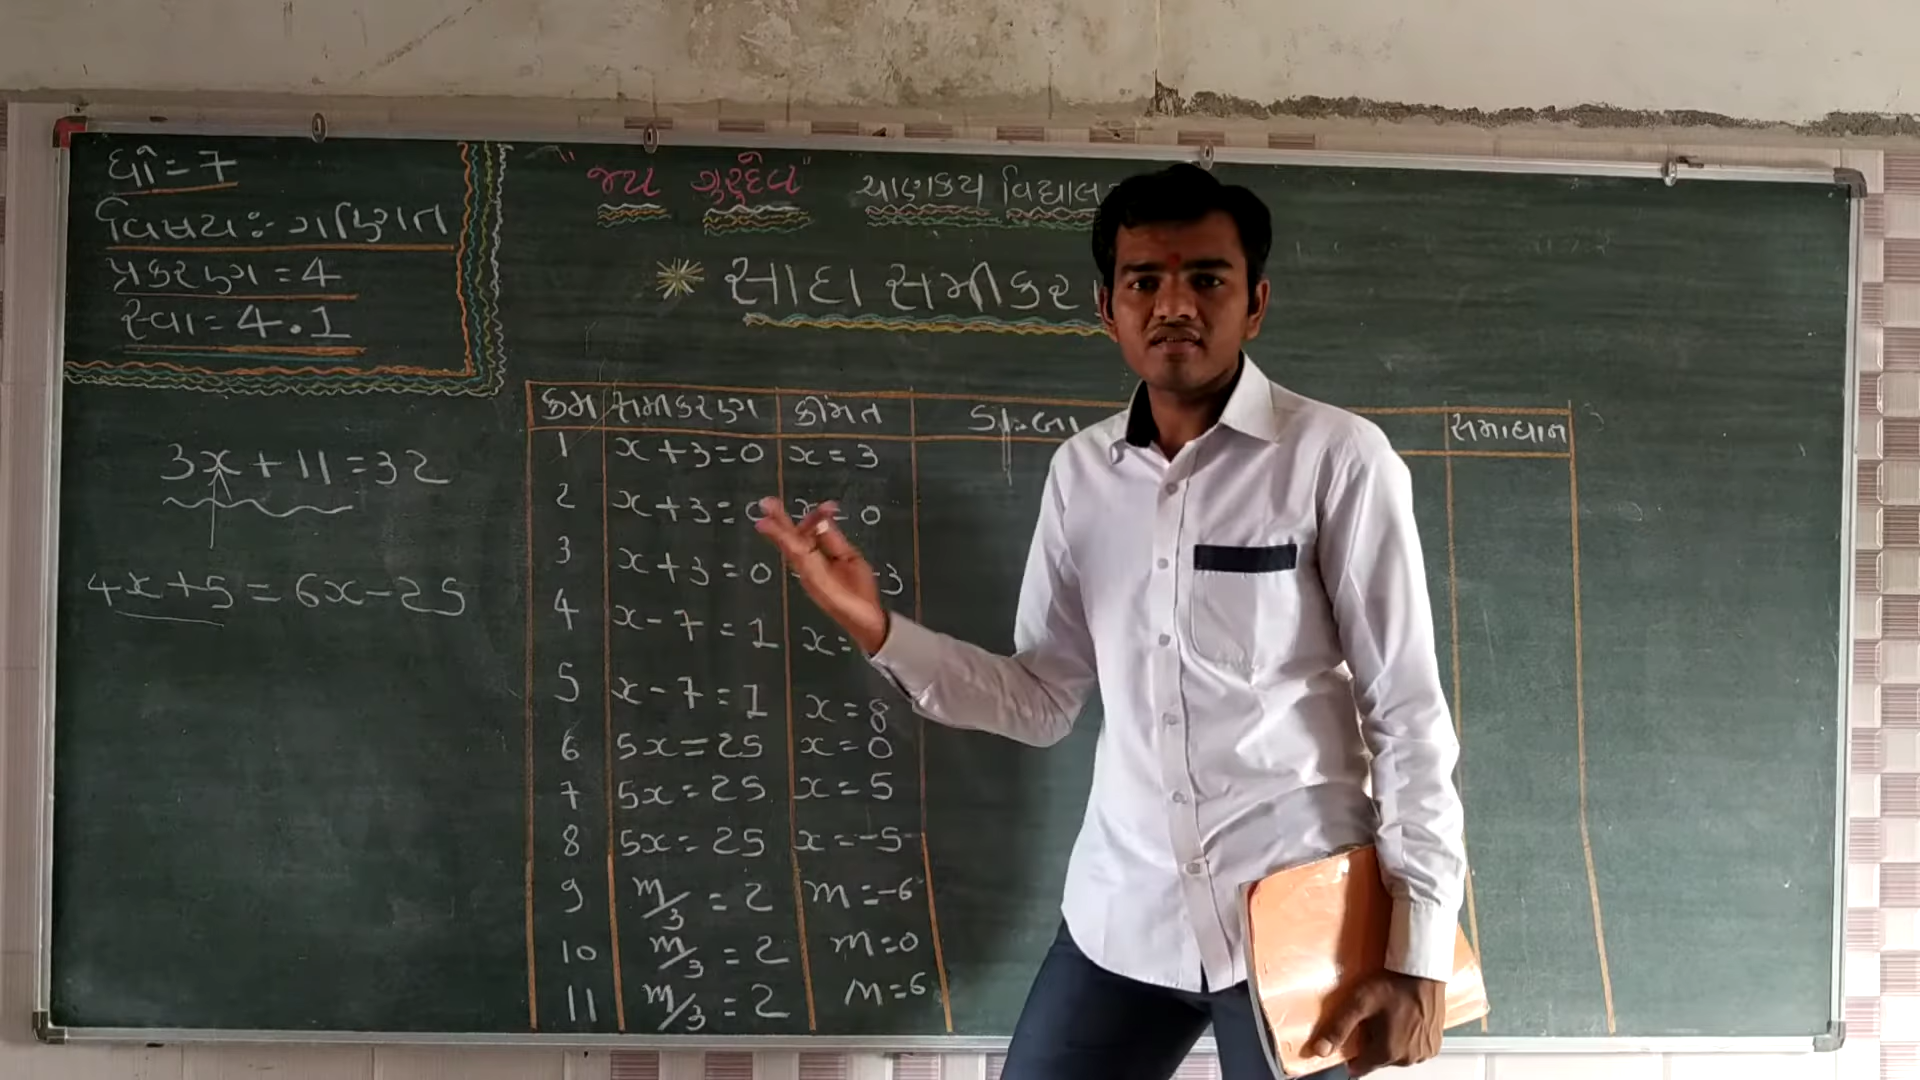 ધો = 7
વિષય :- ગણિત
પ્રકરણ = 4
સ્વા = 4.1
"જય ગુરુદેવ" ચાણક્ય
સાદા
3x + 11 = 32
4x + 5 = 6x - 25
ક્રમ સમીકરણ કીંમત સમાધાન
1 x + 3 = 0 x = 3
2 x + 3 = 0 x = 0
3 x + 3 = 0 -3
4 x - 7 = 1 x =
5 x - 7 = 1 x = 8
6 5x = 25 x = 0
7 5x = 25 x = 5
8 5x = 25 x = -5
9 m/3 = 2 m = -6
10 m/3 = 2 m = 0
11 m/3 = 2 m = 6